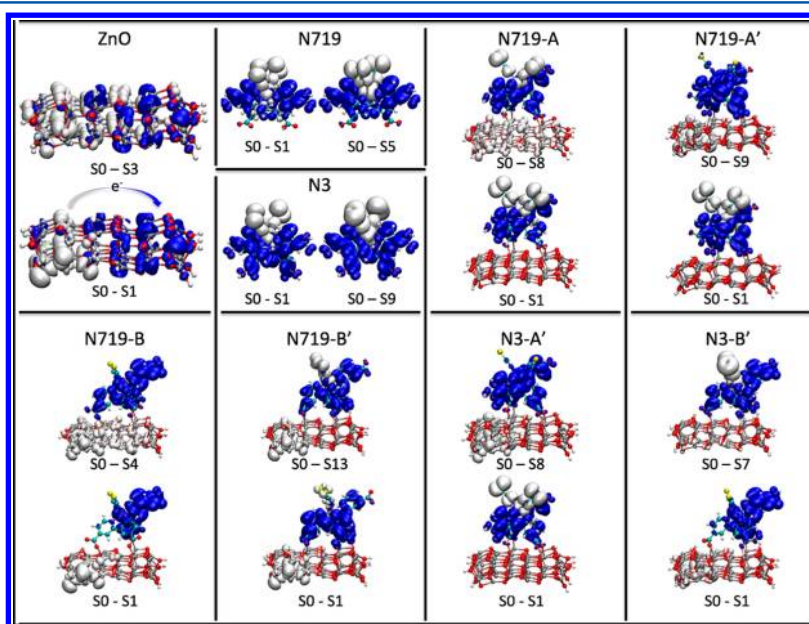 ZnO
S0 – S3
e-
S0 - S1
N719
S0 - S1
S0 – S5
N3
S0 - S1
S0 – S9
N719-A
S0 – S8
S0 - S1
N719-A’
S0 – S9
S0 - S1
N719-B
S0 – S4
S0 - S1
N719-B’
S0 – S13
S0 - S1
N3-A’
S0 – S8
S0 - S1
N3-B’
S0 – S7
S0 - S1